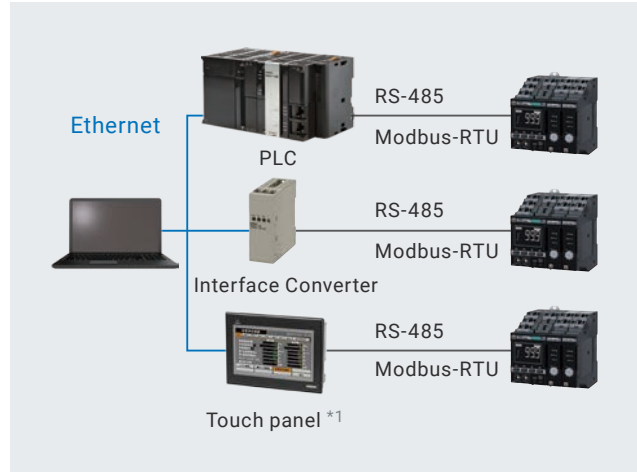 Ethernet
RS-485
Modbus-RTU
PLC
RS-485
Modbus-RTU
Interface Converter
RS-485
Modbus-RTU
Touch panel *1